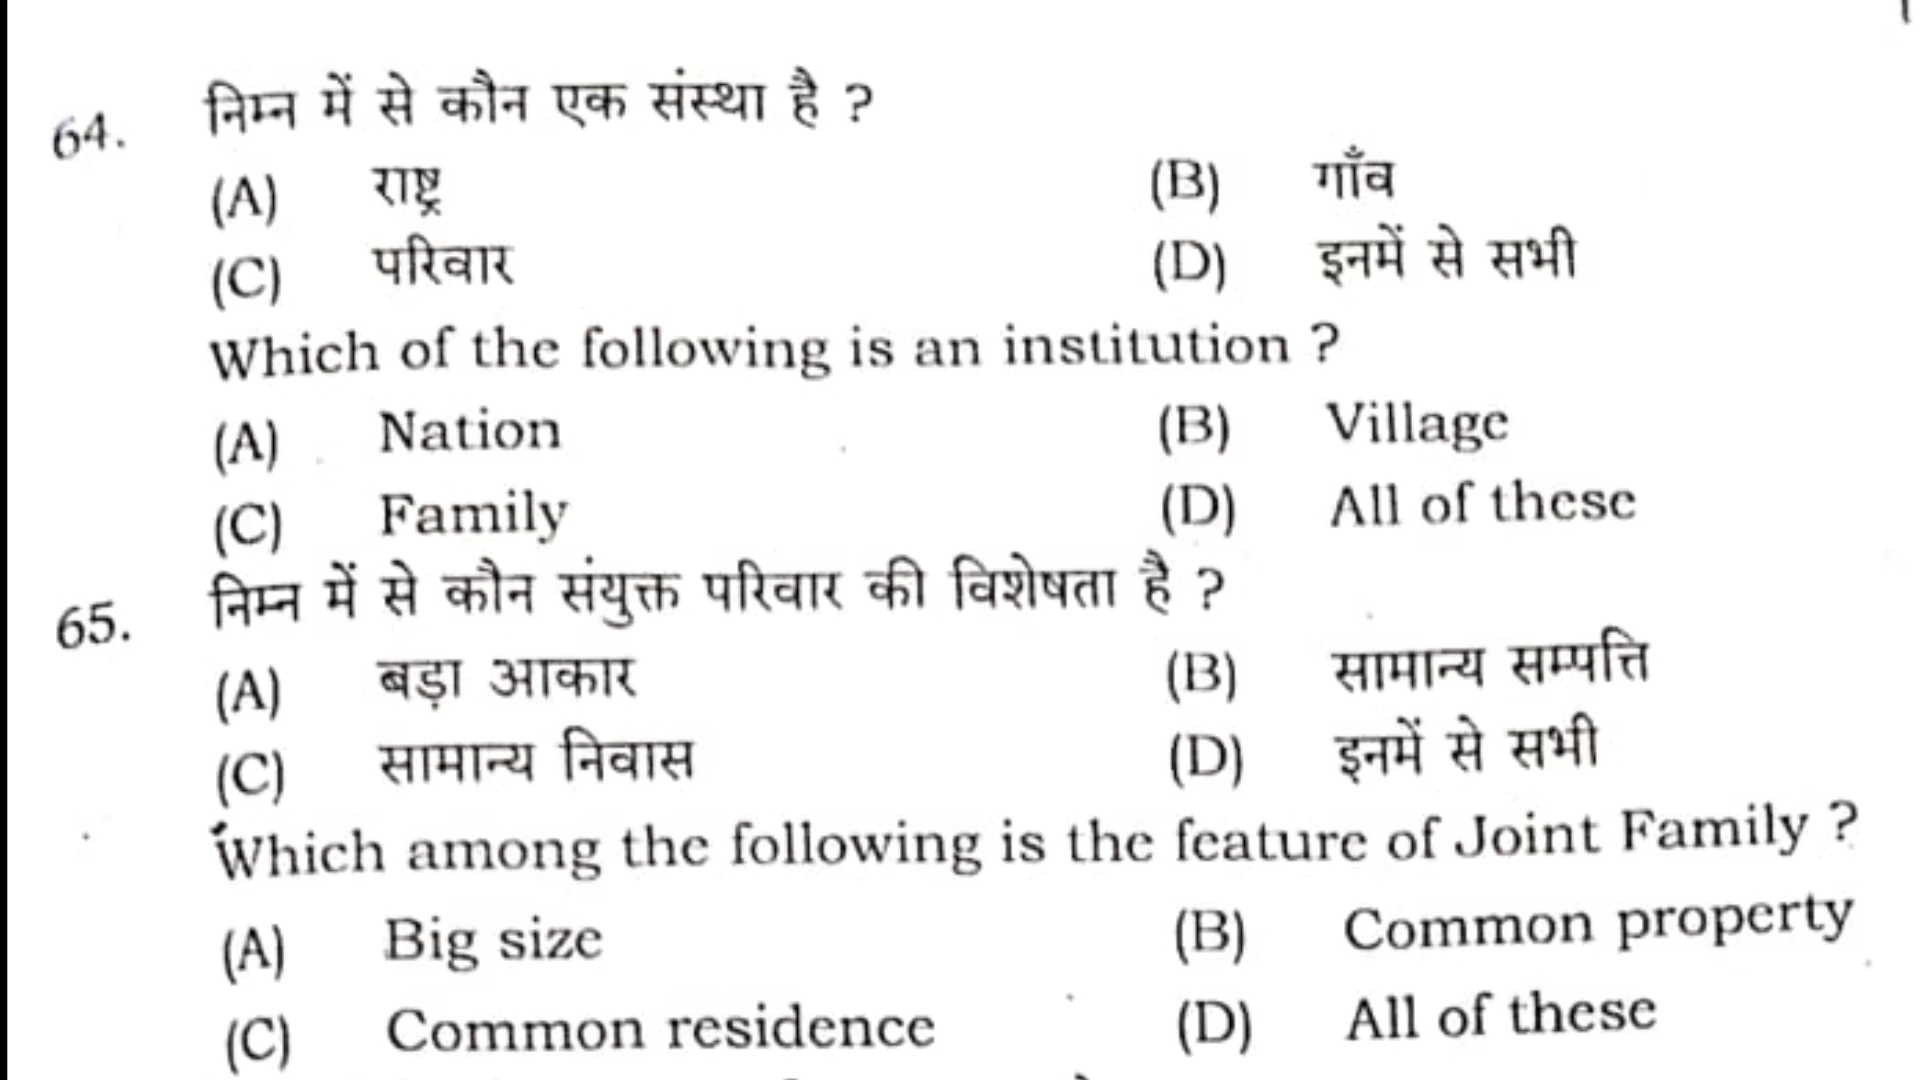 64. निम्न में से कौन एक संस्था है ?
(A) राष्ट्र (B) गाँव
(C) परिवार (D) इनमें से सभी
Which of the following is an institution ?
(A) Nation (B) Village
(C) Family (D) All of these
65. निम्न में से कौन संयुक्त परिवार की विशेषता है ?
(A) बड़ा आकार (B) सामान्य सम्पत्ति
(C) सामान्य निवास (D) इनमें से सभी
Which among the following is the feature of Joint Family ?
(A) Big size (B) Common property
(C) Common residence (D) All of these